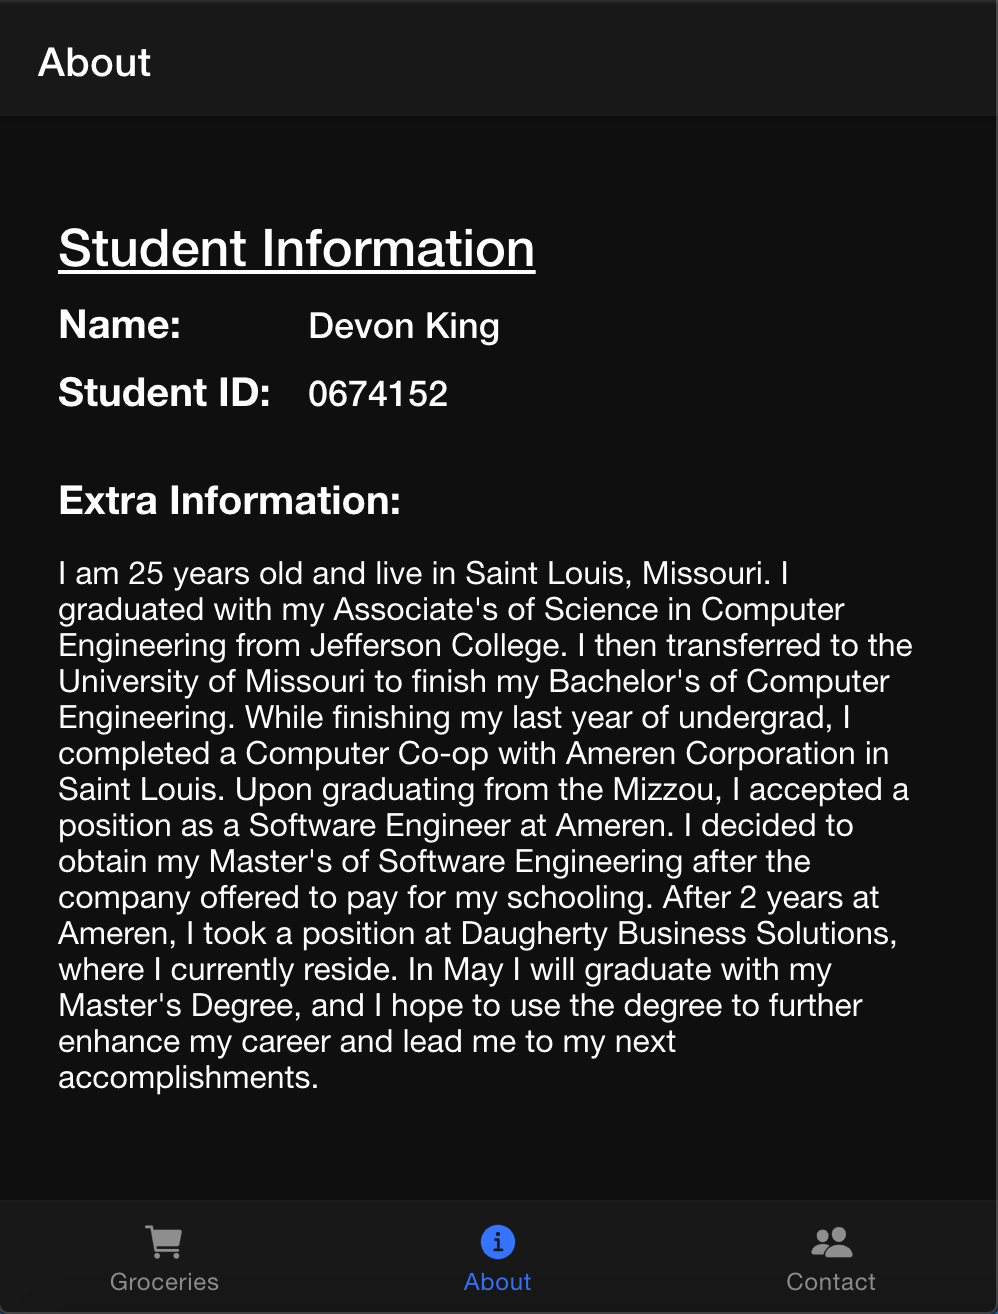 About
Student Information
Name: Devon King
Student ID: 0674152
Extra Information:
I am 25 years old and live in Saint Louis, Missouri. I
graduated with my Associate's of Science in Computer
Engineering from Jefferson College. I then transferred to the
University of Missouri to finish my Bachelor's of Computer
Engineering. While finishing my last year of undergrad, I
completed a Computer Co-op with Ameren Corporation in
Saint Louis. Upon graduating from the Mizzou, I accepted a
position as a Software Engineer at Ameren. I decided to
obtain my Master's of Software Engineering after the
company offered to pay for my schooling. After 2 years at
Ameren, I took a position at Daugherty Business Solutions,
where I currently reside. In May I will graduate with my
Master's Degree, and I hope to use the degree to further
enhance my career and lead me to my next
accomplishments.
Groceries About Contact